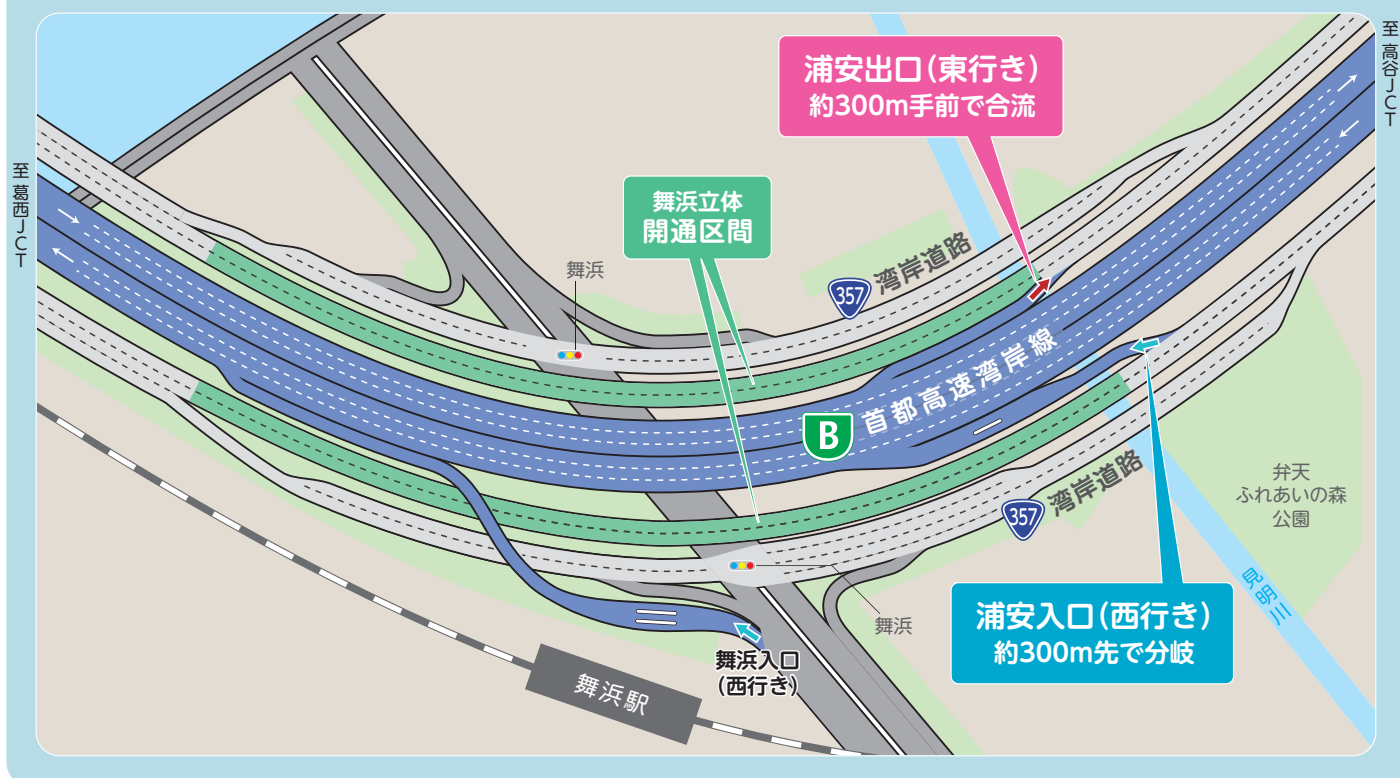 至 高谷JCT
浦安出口(東行き)
約300m手前で合流
至 葛西JCT
舞浜立体
開通区間
舞浜
357
湾岸道路
B
首都高速湾岸線
357
湾岸道路
弁天
ふれあいの森
公園
見明川
浦安入口(西行き)
約300m先で分岐
舞浜
舞浜入口
(西行き)
舞浜駅